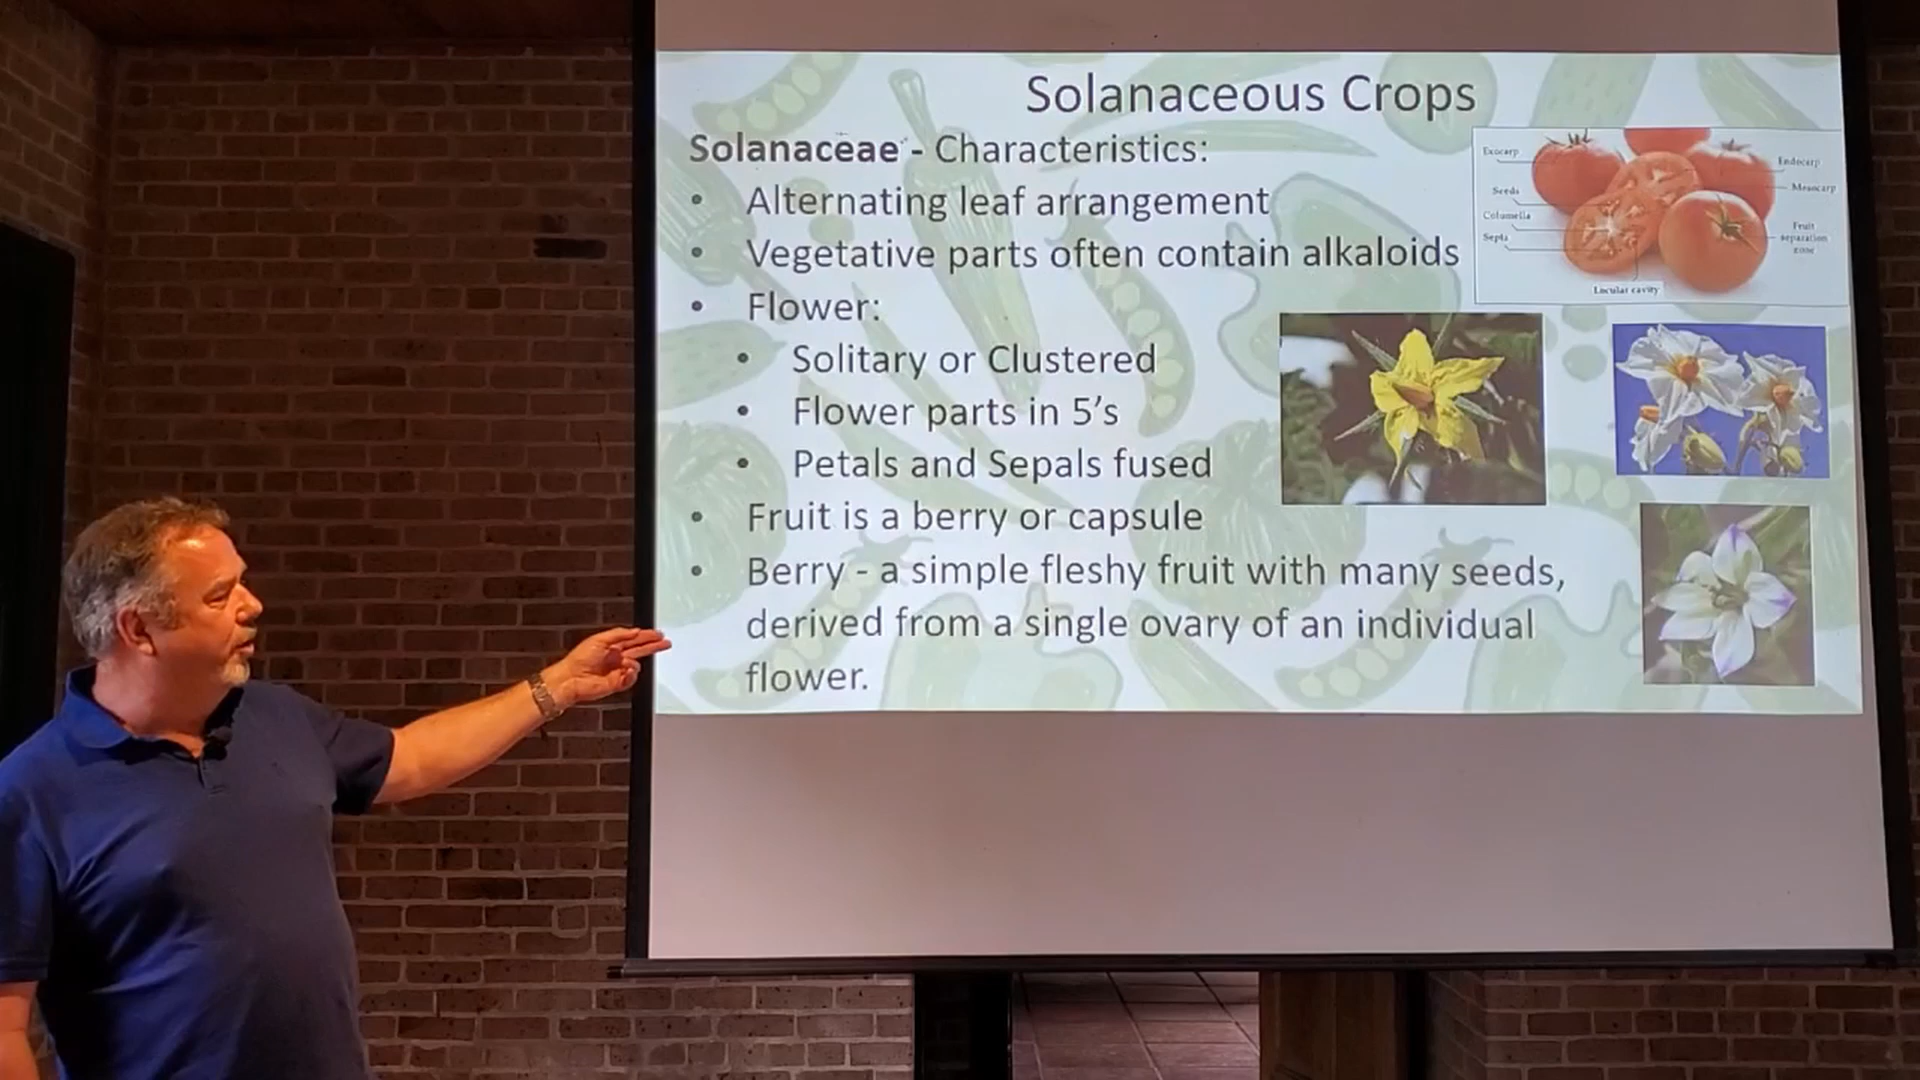 Solanaceous Crops
Solanaceae - Characteristics:
• Alternating leaf arrangement
• Vegetative parts often contain alkaloids
• Flower:
• Solitary or Clustered
• Flower parts in 5's
• Petals and Sepals fused
• Fruit is a berry or capsule
• Berry - a simple fleshy fruit with many seeds,
derived from a single ovary of an individual
flower.
Exocarp
Seeds
Columella
Septa
Locular cavity
Endocarp
Mesocarp
Fruit
separation
zone